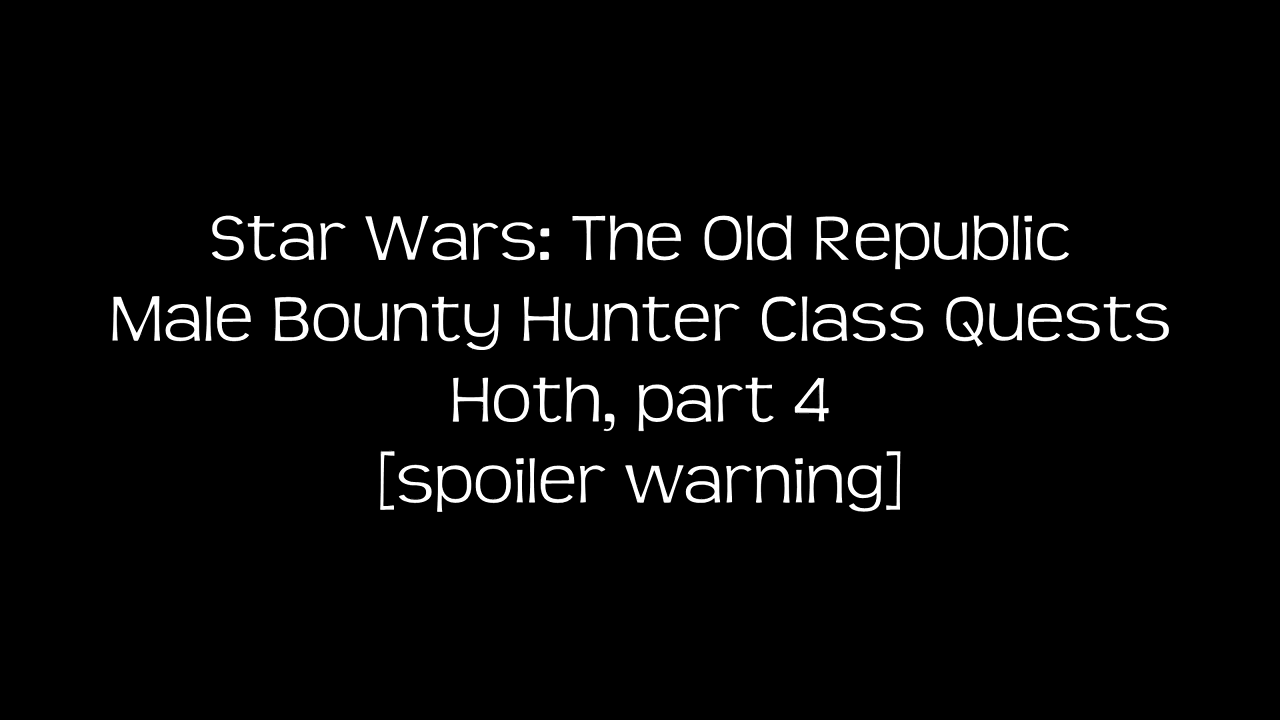 Star Wars: The Old Republic
Male Bounty Hunter Class Quests
Hoth, part 4
[spoiler warning]